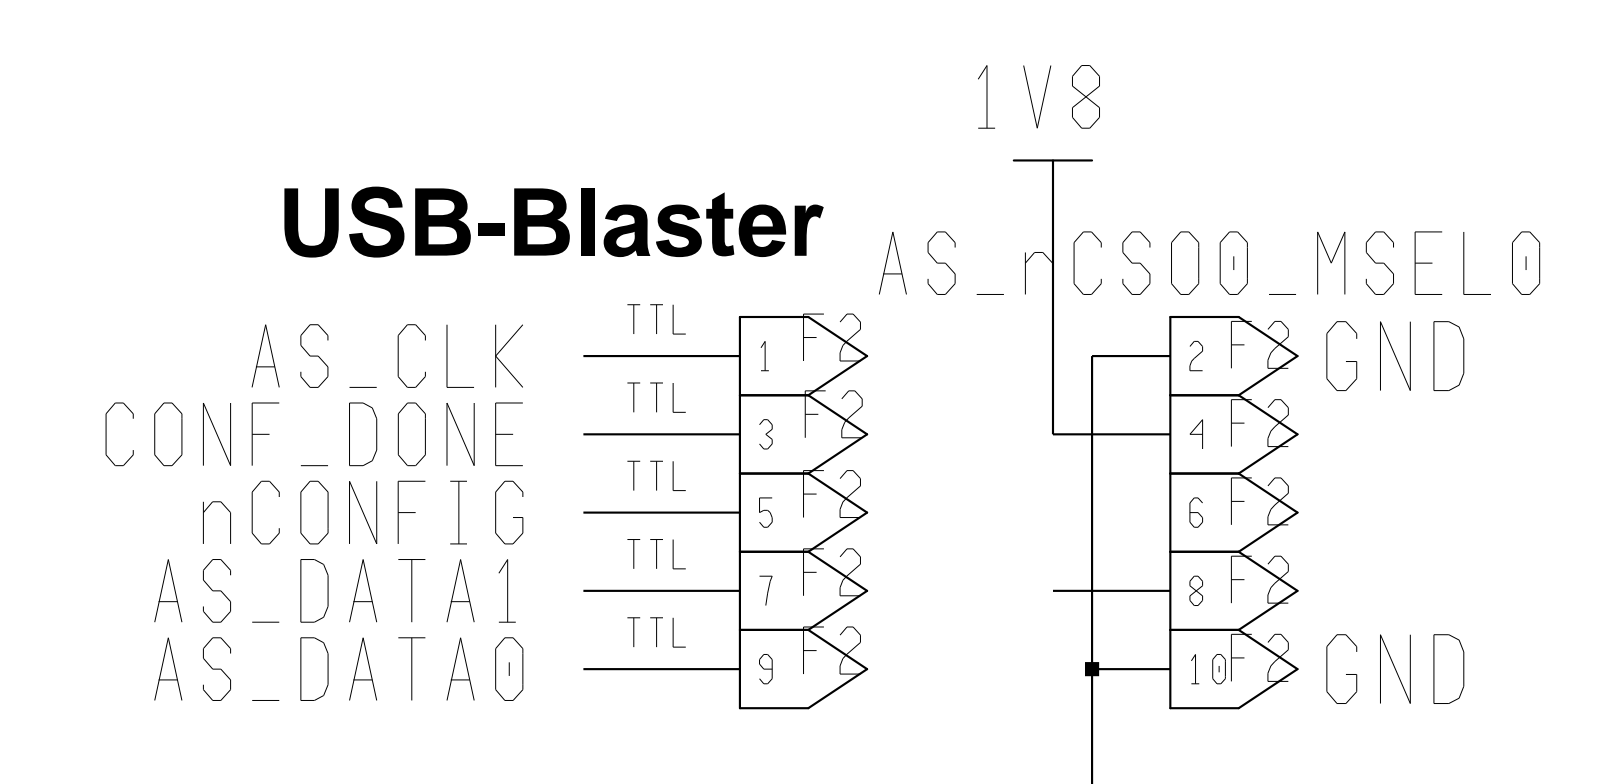 1V8
USB-Blaster
AS_nCSO0_MSEL0
AS_CLK TTL 1 F2 2 F2 GND
CONF_DONE TTL 3 F2 4 F2
nCONFIG TTL 5 F2 6 F2
AS_DATA1 TTL 7 F2 8 F2
AS_DATA0 TTL 9 F2 10 F2 GND